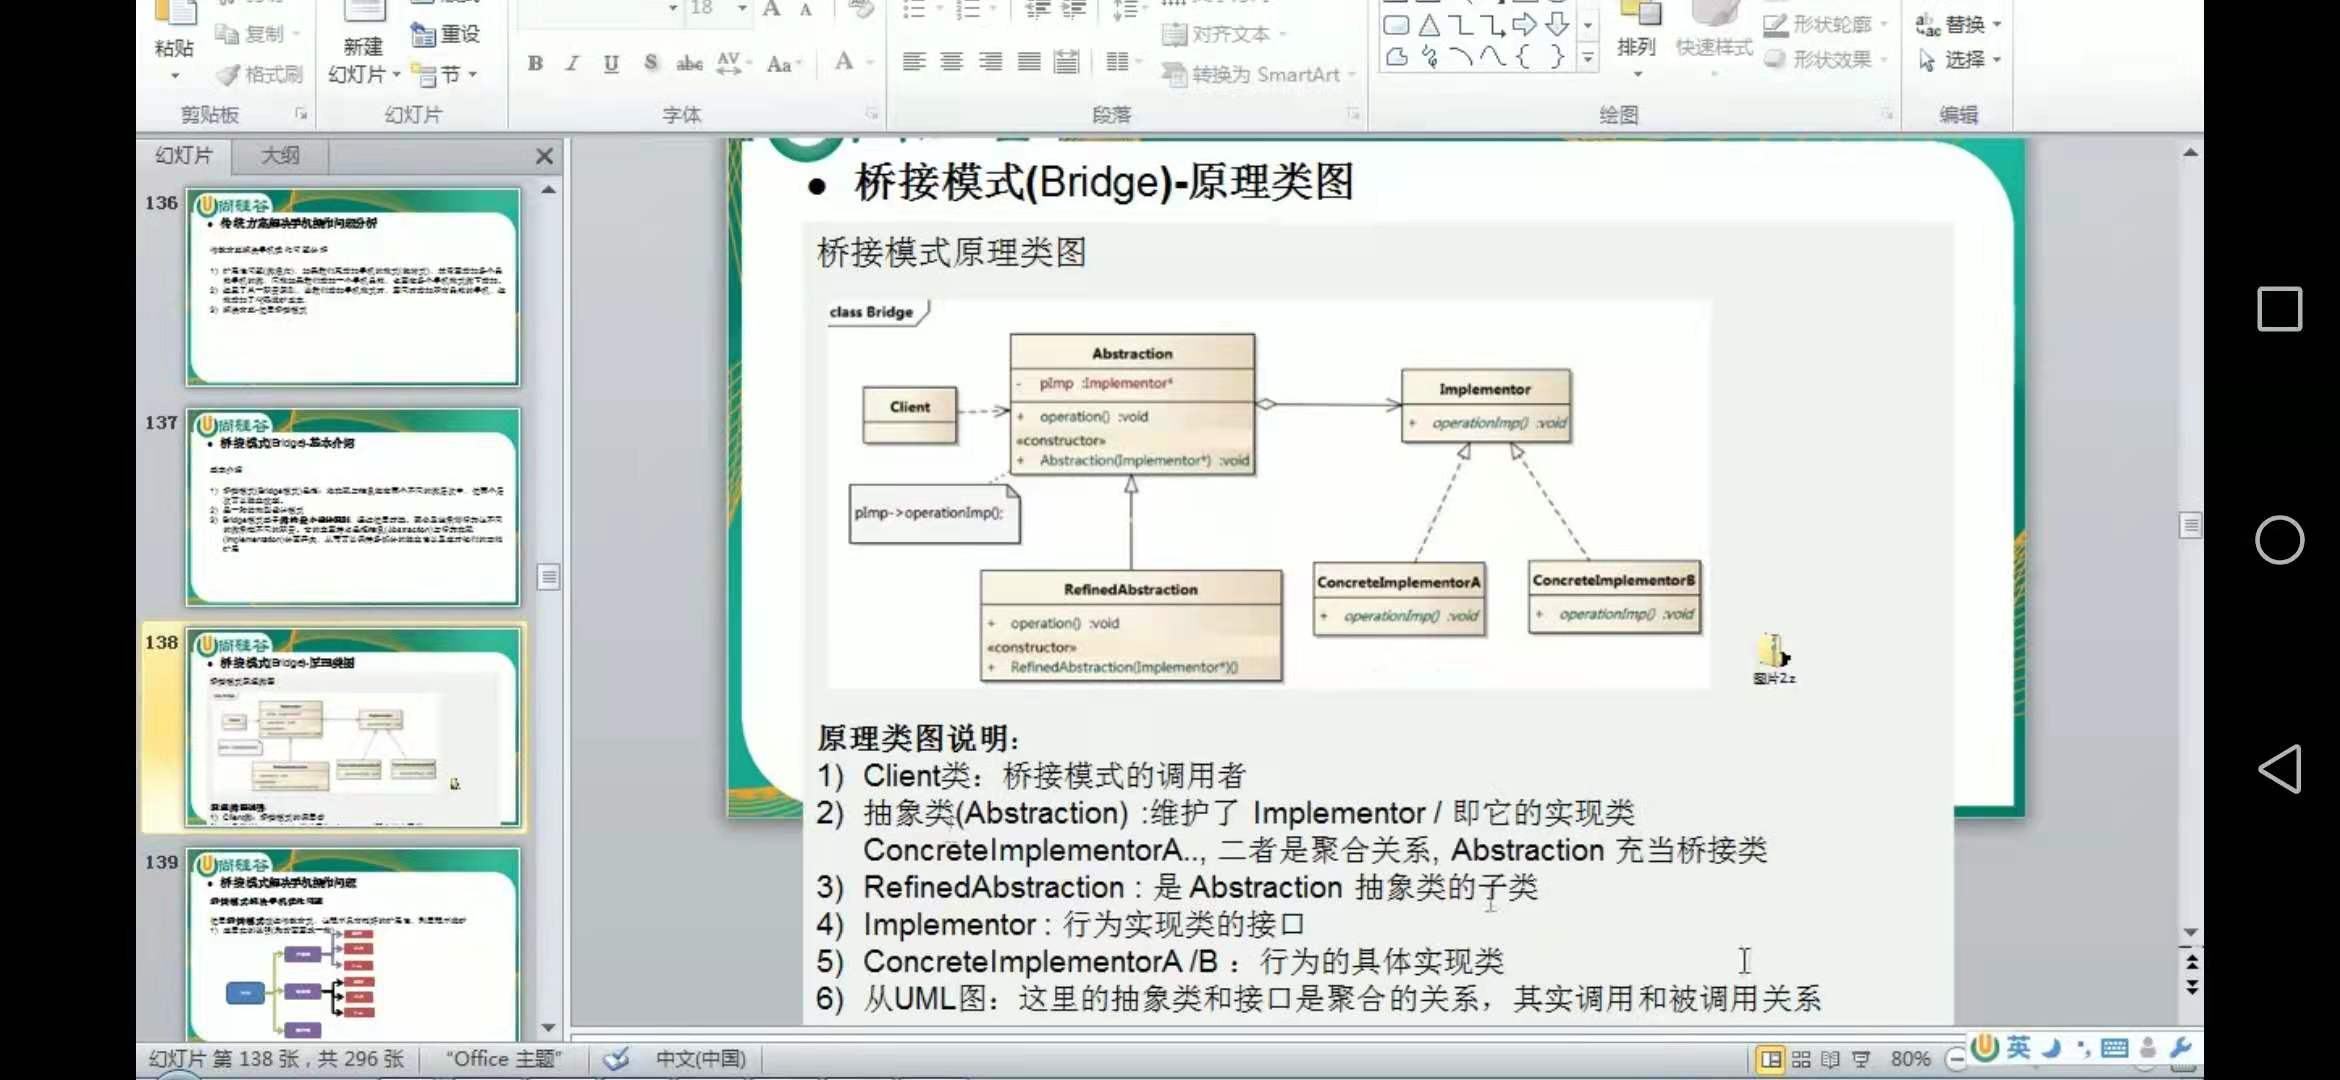 18
粘贴
复制
格式刷
剪贴板
新建
幻灯片
重设
节
幻灯片
B I U S abc AV Aa A
字体
对齐文本
转换为 SmartArt
段落
排列
快速样式
形状轮廓
形状效果
绘图
替换
选择
编辑
幻灯片
大纲
136
尚硅谷
137
尚硅谷
桥接模式(Bridge)-基本介绍
138
尚硅谷
桥接模式(Bridge)-原理类图
139
尚硅谷
桥接模式解决手机操作问题
• 桥接模式(Bridge)-原理类图
桥接模式原理类图
class Bridge
Client
Abstraction
- pImp :Implementor*
+ operation() :void
«constructor»
+ Abstraction(Implementor*) :void
pImp->operationImp();
Implementor
+ operationImp() :void
RefinedAbstraction
+ operation() :void
«constructor»
+ RefinedAbstraction(Implementor*)()
ConcreteImplementorA
+ operationImp() :void
ConcreteImplementorB
+ operationImp() :void
图片2.z
原理类图说明：
1) Client类：桥接模式的调用者
2) 抽象类(Abstraction) :维护了 Implementor / 即它的实现类
ConcreteImplementorA.., 二者是聚合关系, Abstraction 充当桥接类
3) RefinedAbstraction : 是 Abstraction 抽象类的子类
4) Implementor : 行为实现类的接口
5) ConcreteImplementorA /B ：行为的具体实现类
6) 从UML图：这里的抽象类和接口是聚合的关系，其实调用和被调用关系
幻灯片 第 138 张，共 296 张
"Office 主题"
中文(中国)
80%
英